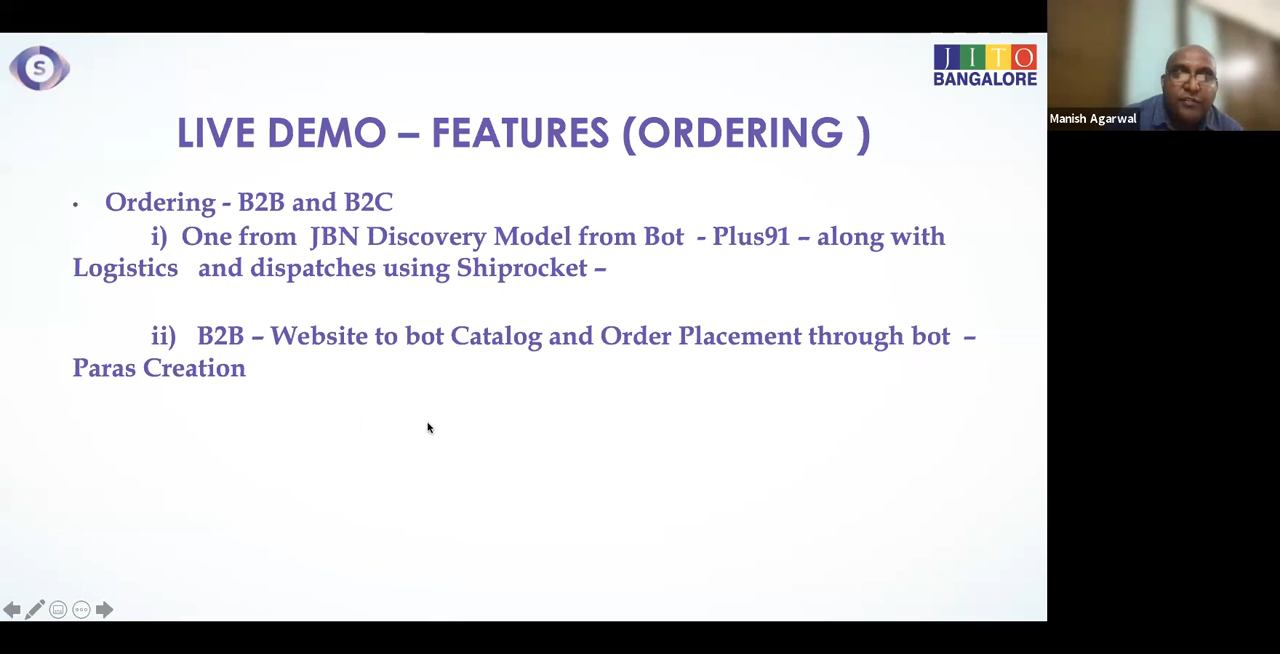 S
JITO
BANGALORE
Manish Agarwal
LIVE DEMO – FEATURES (ORDERING )
• Ordering - B2B and B2C
i) One from JBN Discovery Model from Bot - Plus91 – along with
Logistics and dispatches using Shiprocket –
ii) B2B – Website to bot Catalog and Order Placement through bot –
Paras Creation